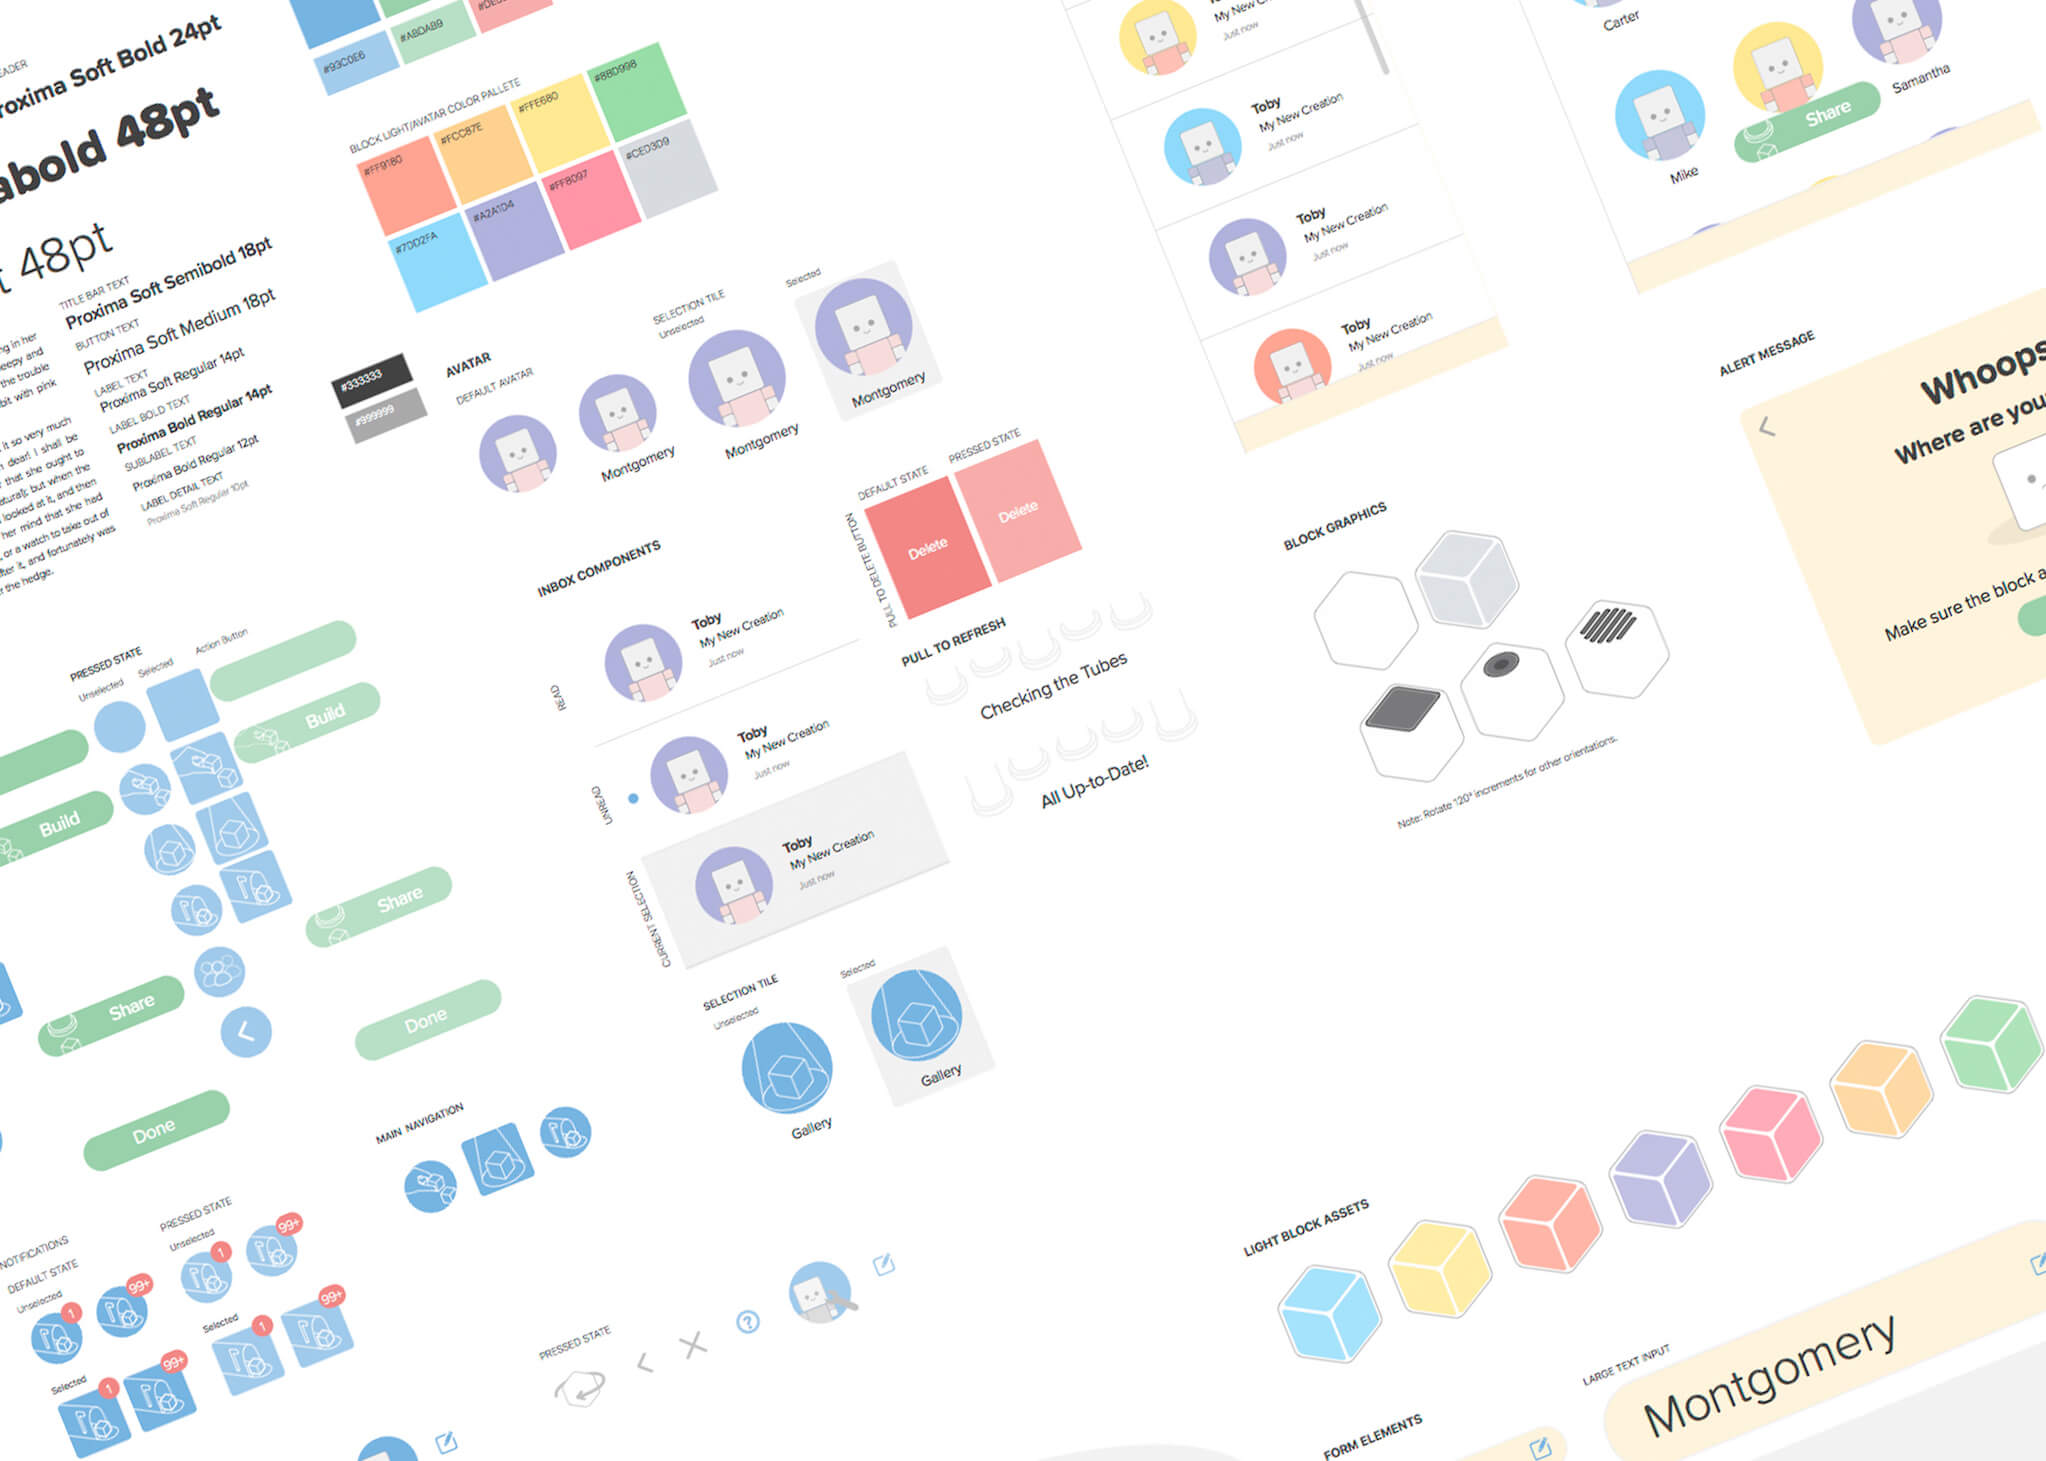 EADER
roxima Soft Bold 24pt
abold 48pt
t 48pt
TITLE BAR TEXT
Proxima Soft Semibold 18pt
BUTTON TEXT
Proxima Soft Medium 18pt
LABEL TEXT
Proxima Soft Regular 14pt
LABEL BOLD TEXT
Proxima Bold Regular 14pt
SUBLABEL TEXT
Proxima Bold Regular 12pt
LABEL DETAIL TEXT
Proxima Soft Regular 10pt
ng in her
eepy and
the trouble
bit with pink
it so very much
dear! I shall be
that she ought to
atural); but when the
looked at it, and then
her mind that she had
or a watch to take out of
after it, and fortunately was
the hedge.
#93C0E6
#ABDAB9
BLOCK LIGHT/AVATAR COLOR PALLETE
#FF9180
#FCC87E
#FFE680
#88D998
#7DD2FA
#A2A1D4
#FF8097
#CED3D9
#333333
#999999
AVATAR
DEFAULT AVATAR
Montgomery
SELECTION TILE
Unselected
Montgomery
Selected
Montgomery
INBOX COMPONENTS
READ
Toby
My New Creation
Just now
UNREAD
Toby
My New Creation
Just now
CURRENT SELECTION
Toby
My New Creation
Just now
DEFAULT STATE
PRESSED STATE
PULL TO DELETE BUTTON
Delete
Delete
PULL TO REFRESH
Checking the Tubes
All Up-to-Date!
SELECTION TILE
Unselected
Gallery
Selected
Gallery
PRESSED STATE
Unselected
Selected
Action Button
Build
Build
Share
Share
Done
Done
MAIN NAVIGATION
NOTIFICATIONS
DEFAULT STATE
Unselected
1
99+
Selected
1
99+
PRESSED STATE
Unselected
1
99+
Selected
1
99+
PRESSED STATE
?
My New Creation
Just now
Toby
My New Creation
Just now
Toby
My New Creation
Just now
Toby
My New Creation
Just now
Carter
Mike
Samantha
Share
ALERT MESSAGE
Whoops
Where are you
Make sure the block a
BLOCK GRAPHICS
Note: Rotate 120° increments for other orientations.
LIGHT BLOCK ASSETS
LARGE TEXT INPUT
Montgomery
FORM ELEMENTS